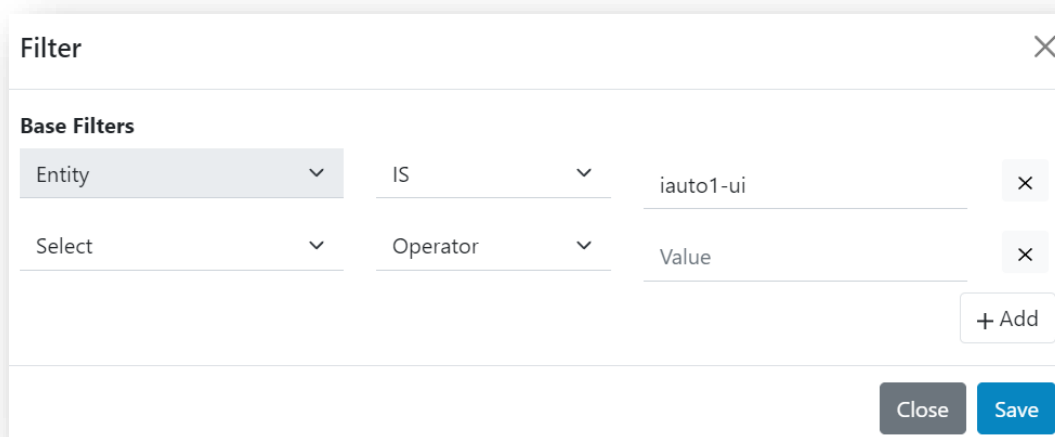 Filter
Base Filters
Entity IS iauto1-ui
Select Operator Value
+ Add
Close Save